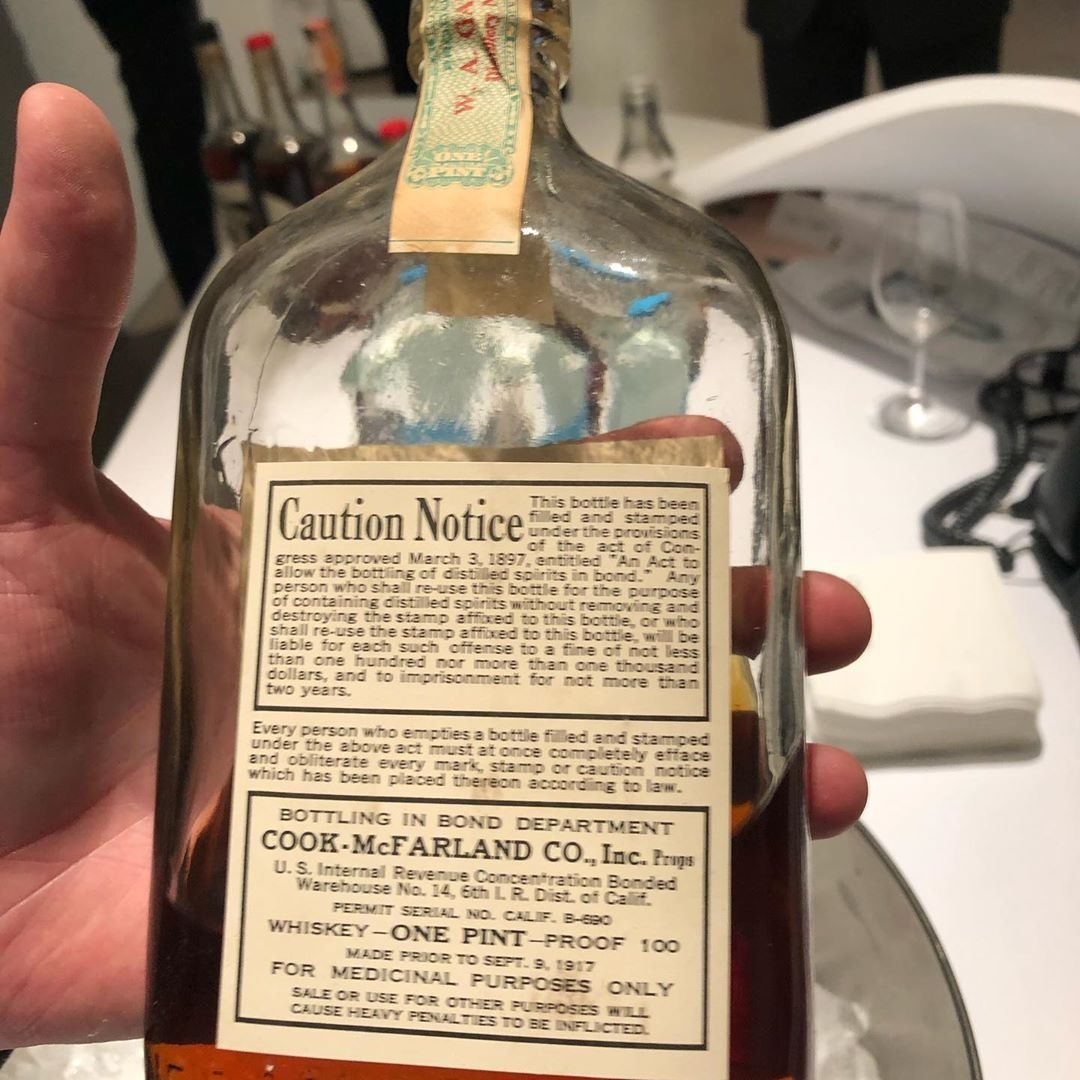 W. A. GA
Distillery N
ONE
PINT
Caution Notice
This bottle has been
filled and stamped
under the provisions
of the act of Con-
gress approved March 3, 1897, entitled "An Act to
allow the bottling of distilled spirits in bond." Any
person who shall re-use this bottle for the purpose
of containing distilled spirits without removing and
destroying the stamp affixed to this bottle, or who
shall re-use the stamp affixed to this bottle, will be
liable for each such offense to a fine of not less
than one hundred nor more than one thousand
dollars, and to imprisonment for not more than
two years.
Every person who empties a bottle filled and stamped
under the above act must at once completely efface
and obliterate every mark, stamp or caution notice
which has been placed thereon according to law.
BOTTLING IN BOND DEPARTMENT
COOK-McFARLAND CO., Inc. Props
U. S. Internal Revenue Concentration Bonded
Warehouse No. 14, 6th I. R. Dist. of Calif.
PERMIT SERIAL NO. CALIF. B-690
WHISKEY—ONE PINT—PROOF 100
MADE PRIOR TO SEPT. 9, 1917
FOR MEDICINAL PURPOSES ONLY
SALE OR USE FOR OTHER PURPOSES WILL
CAUSE HEAVY PENALTIES TO BE INFLICTED.